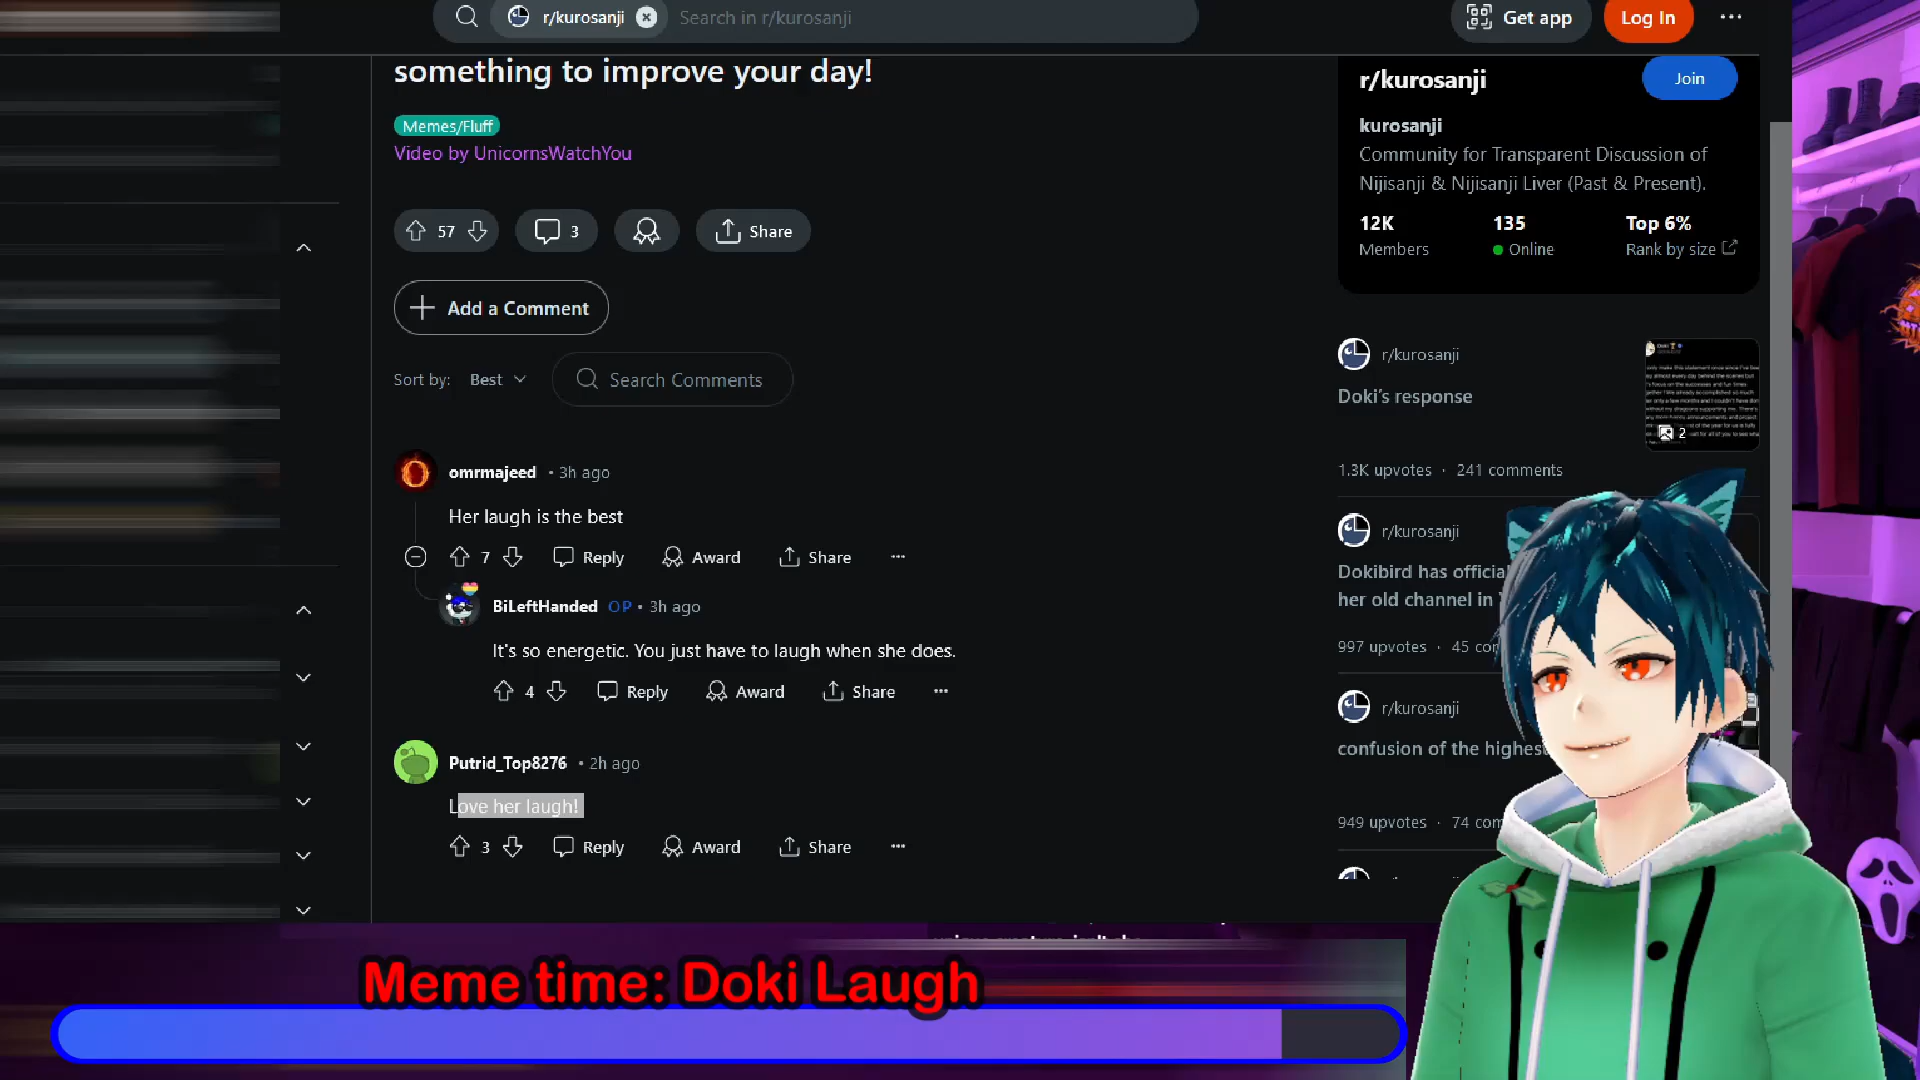 r/kurosanji
Search in r/kurosanji
Get app
Log In
something to improve your day!
Memes/Fluff
Video by UnicornsWatchYou
57
3
Share
Add a Comment
Sort by:
Best
Search Comments
omrmajeed
• 3h ago
Her laugh is the best
7
Reply
Award
Share
BiLeftHanded OP • 3h ago
It's so energetic. You just have to laugh when she does.
4
Reply
Award
Share
Putrid_Top8276 • 2h ago
Love her laugh!
3
Reply
Award
Share
r/kurosanji
Join
kurosanji
Community for Transparent Discussion of
Nijisanji & Nijisanji Liver (Past & Present).
12K
135
Top 6%
Members
Online
Rank by size
r/kurosanji
Doki's response
2
1.3K upvotes · 241 comments
r/kurosanji
Dokibird has official
her old channel in
997 upvotes · 45 com
r/kurosanji
confusion of the highest
949 upvotes · 74 com
Meme time: Doki Laugh